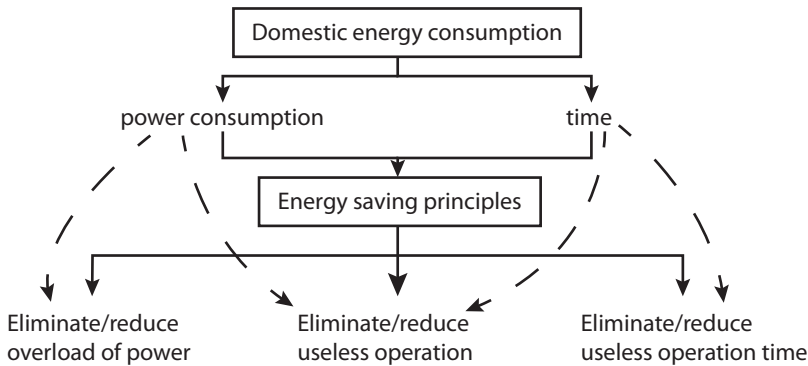 Domestic energy consumption
power consumption
time
Energy saving principles
Eliminate/reduce
overload of power
Eliminate/reduce
useless operation
Eliminate/reduce
useless operation time